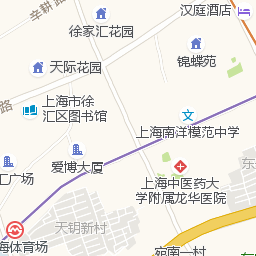 汉庭酒店
辛耕路
徐家汇花园
锦蝶苑
天际花园
路
上海市徐
汇区图书馆
上海南洋模范中学
爱博大厦
东
汇广场
上海中医药大
学附属龙华医院
天钥新村
海体育场
宛南一村